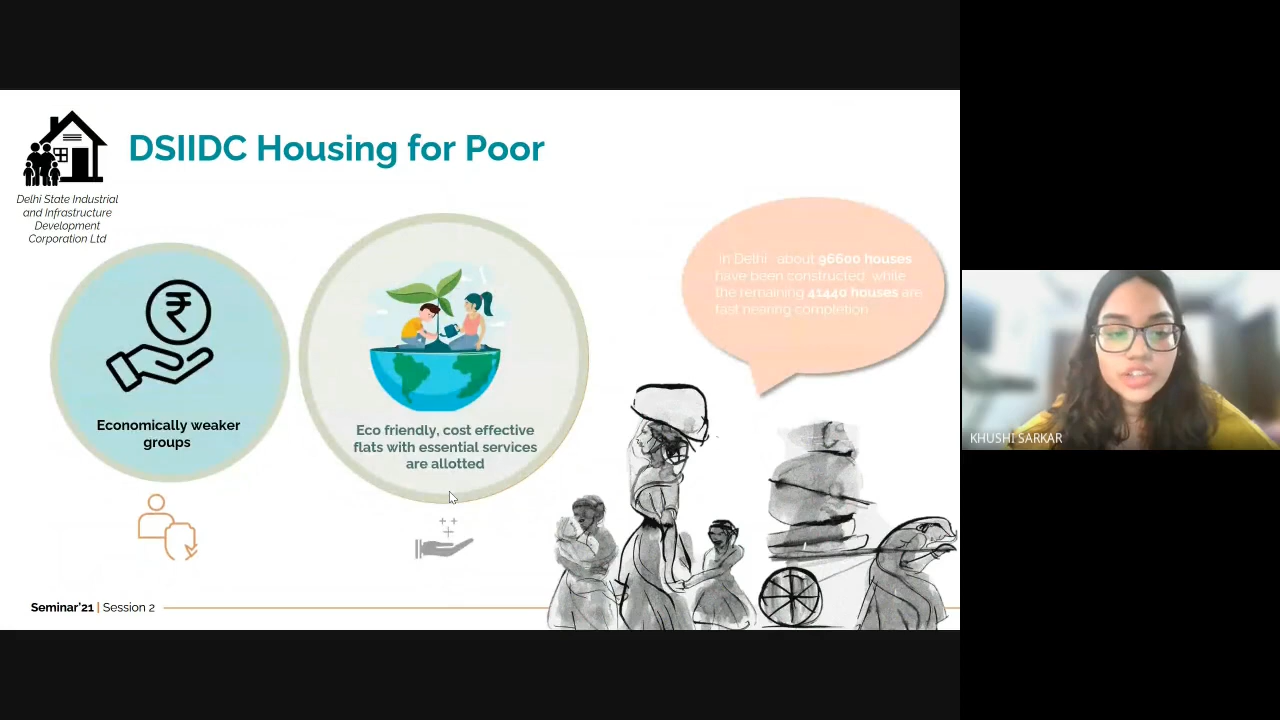 DSIIDC Housing for Poor
Delhi State Industrial
and Infrastructure
Development
Corporation Ltd
Economically weaker
groups
Eco friendly, cost effective
flats with essential services
are allotted
in Delhi about 96600 houses
have been constructed while
the remaining 41440 houses are
fast nearing completion
Seminar'21 | Session 2
KHUSHI SARKAR